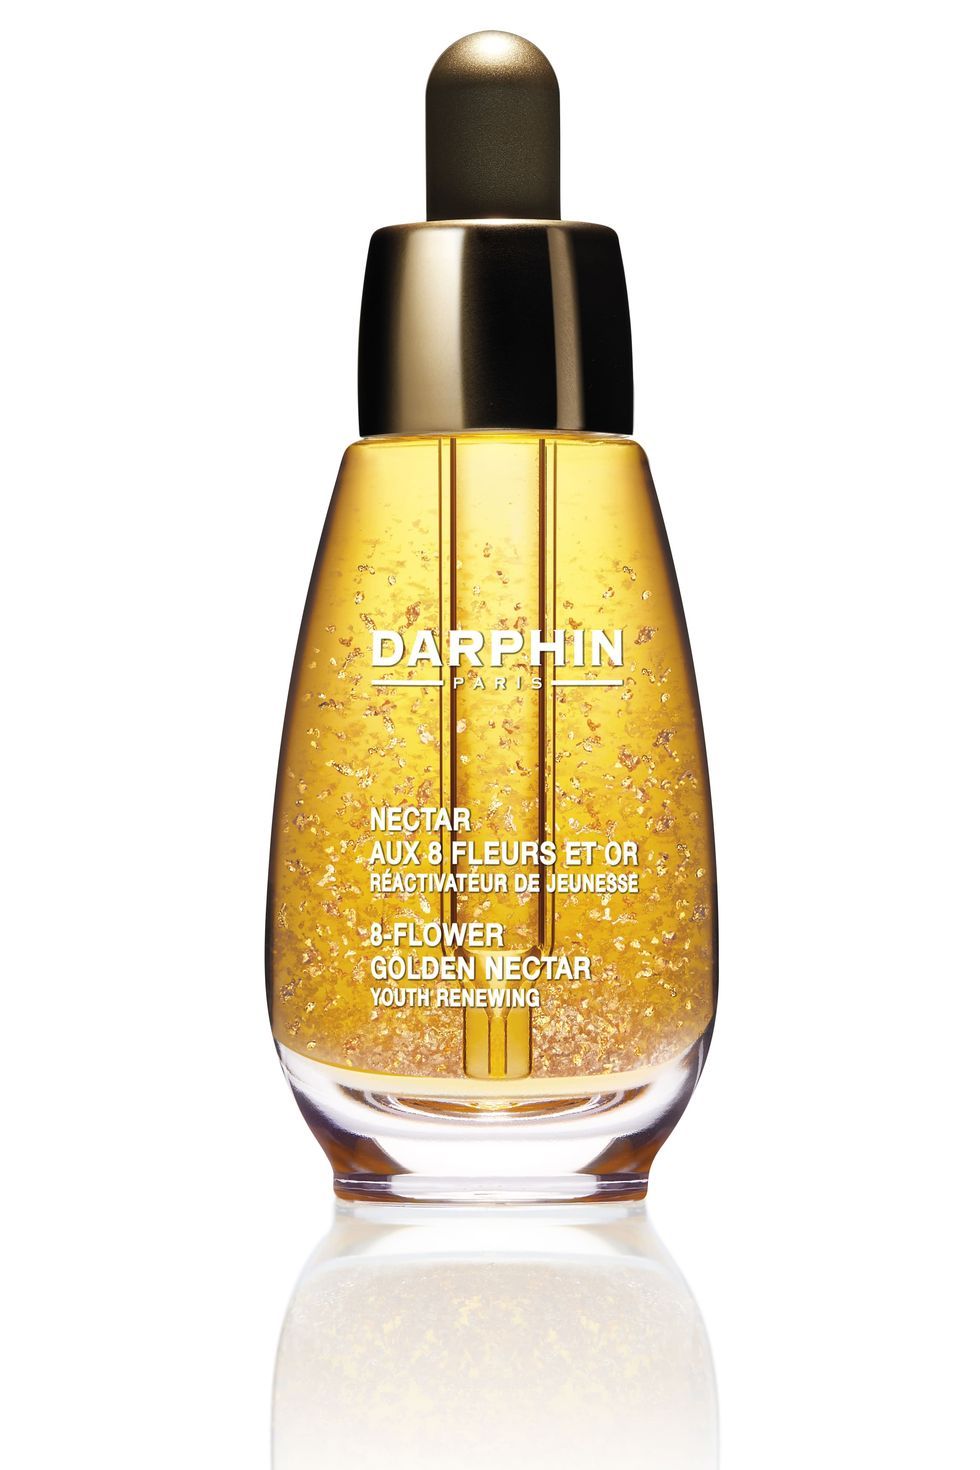 DARPHIN
PARIS
NECTAR
AUX 8 FLEURS ET OR
RÉACTIVATEUR DE JEUNESSE
8-FLOWER
GOLDEN NECTAR
YOUTH RENEWING